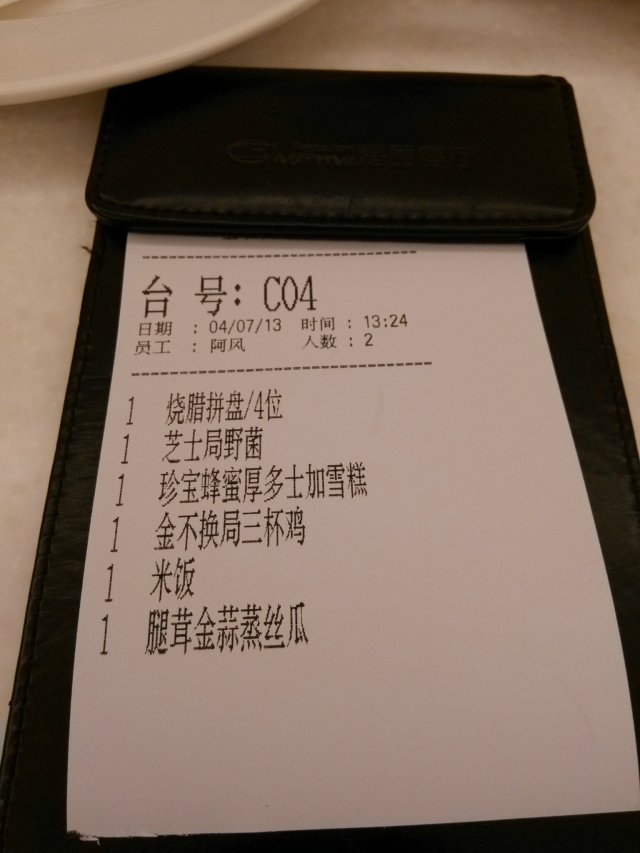 台号: C04
日期 : 04/07/13 时间 : 13:24
员工 : 阿风 人数 : 2
1 烧腊拼盘/4位
1 芝士局野菌
1 珍宝蜂蜜厚多士加雪糕
1 金不换局三杯鸡
1 米饭
1 腿茸金蒜蒸丝瓜